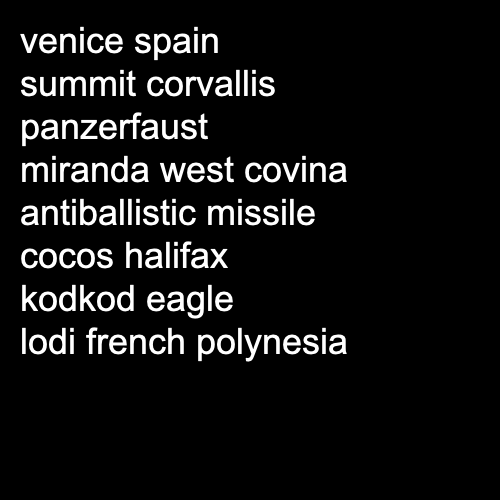 venice spain
summit corvallis
panzerfaust
miranda west covina
antiballistic missile
cocos halifax
kodkod eagle
lodi french polynesia